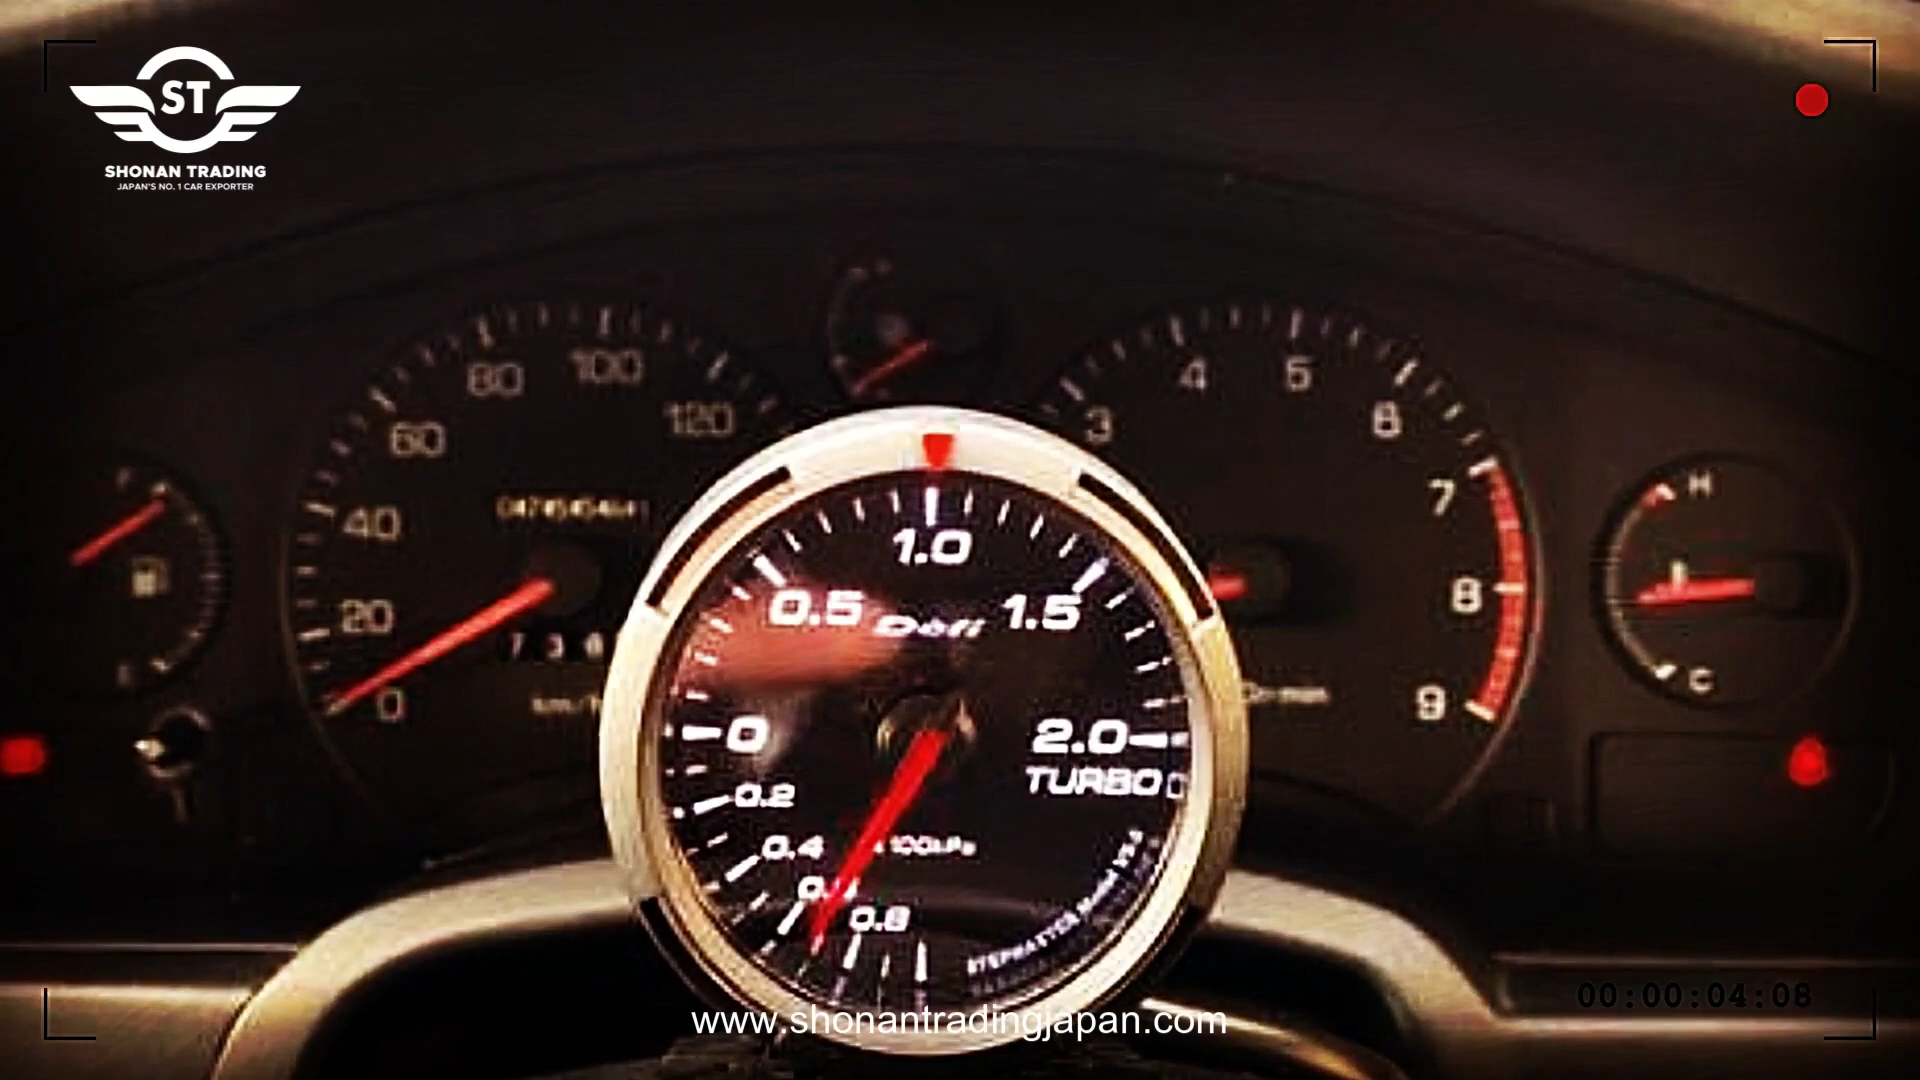 ST
SHONAN TRADING
JAPAN'S NO. 1 CAR EXPORTER
80 100
60 120
40
20
0
km/h
3 4 5 6
7
8
9
H
C
1.0
0.5 Defi 1.5
0 2.0
TURBO
0.2
0.4 ×100kPa
0.8
00:00:04:08
www.shonantradingjapan.com